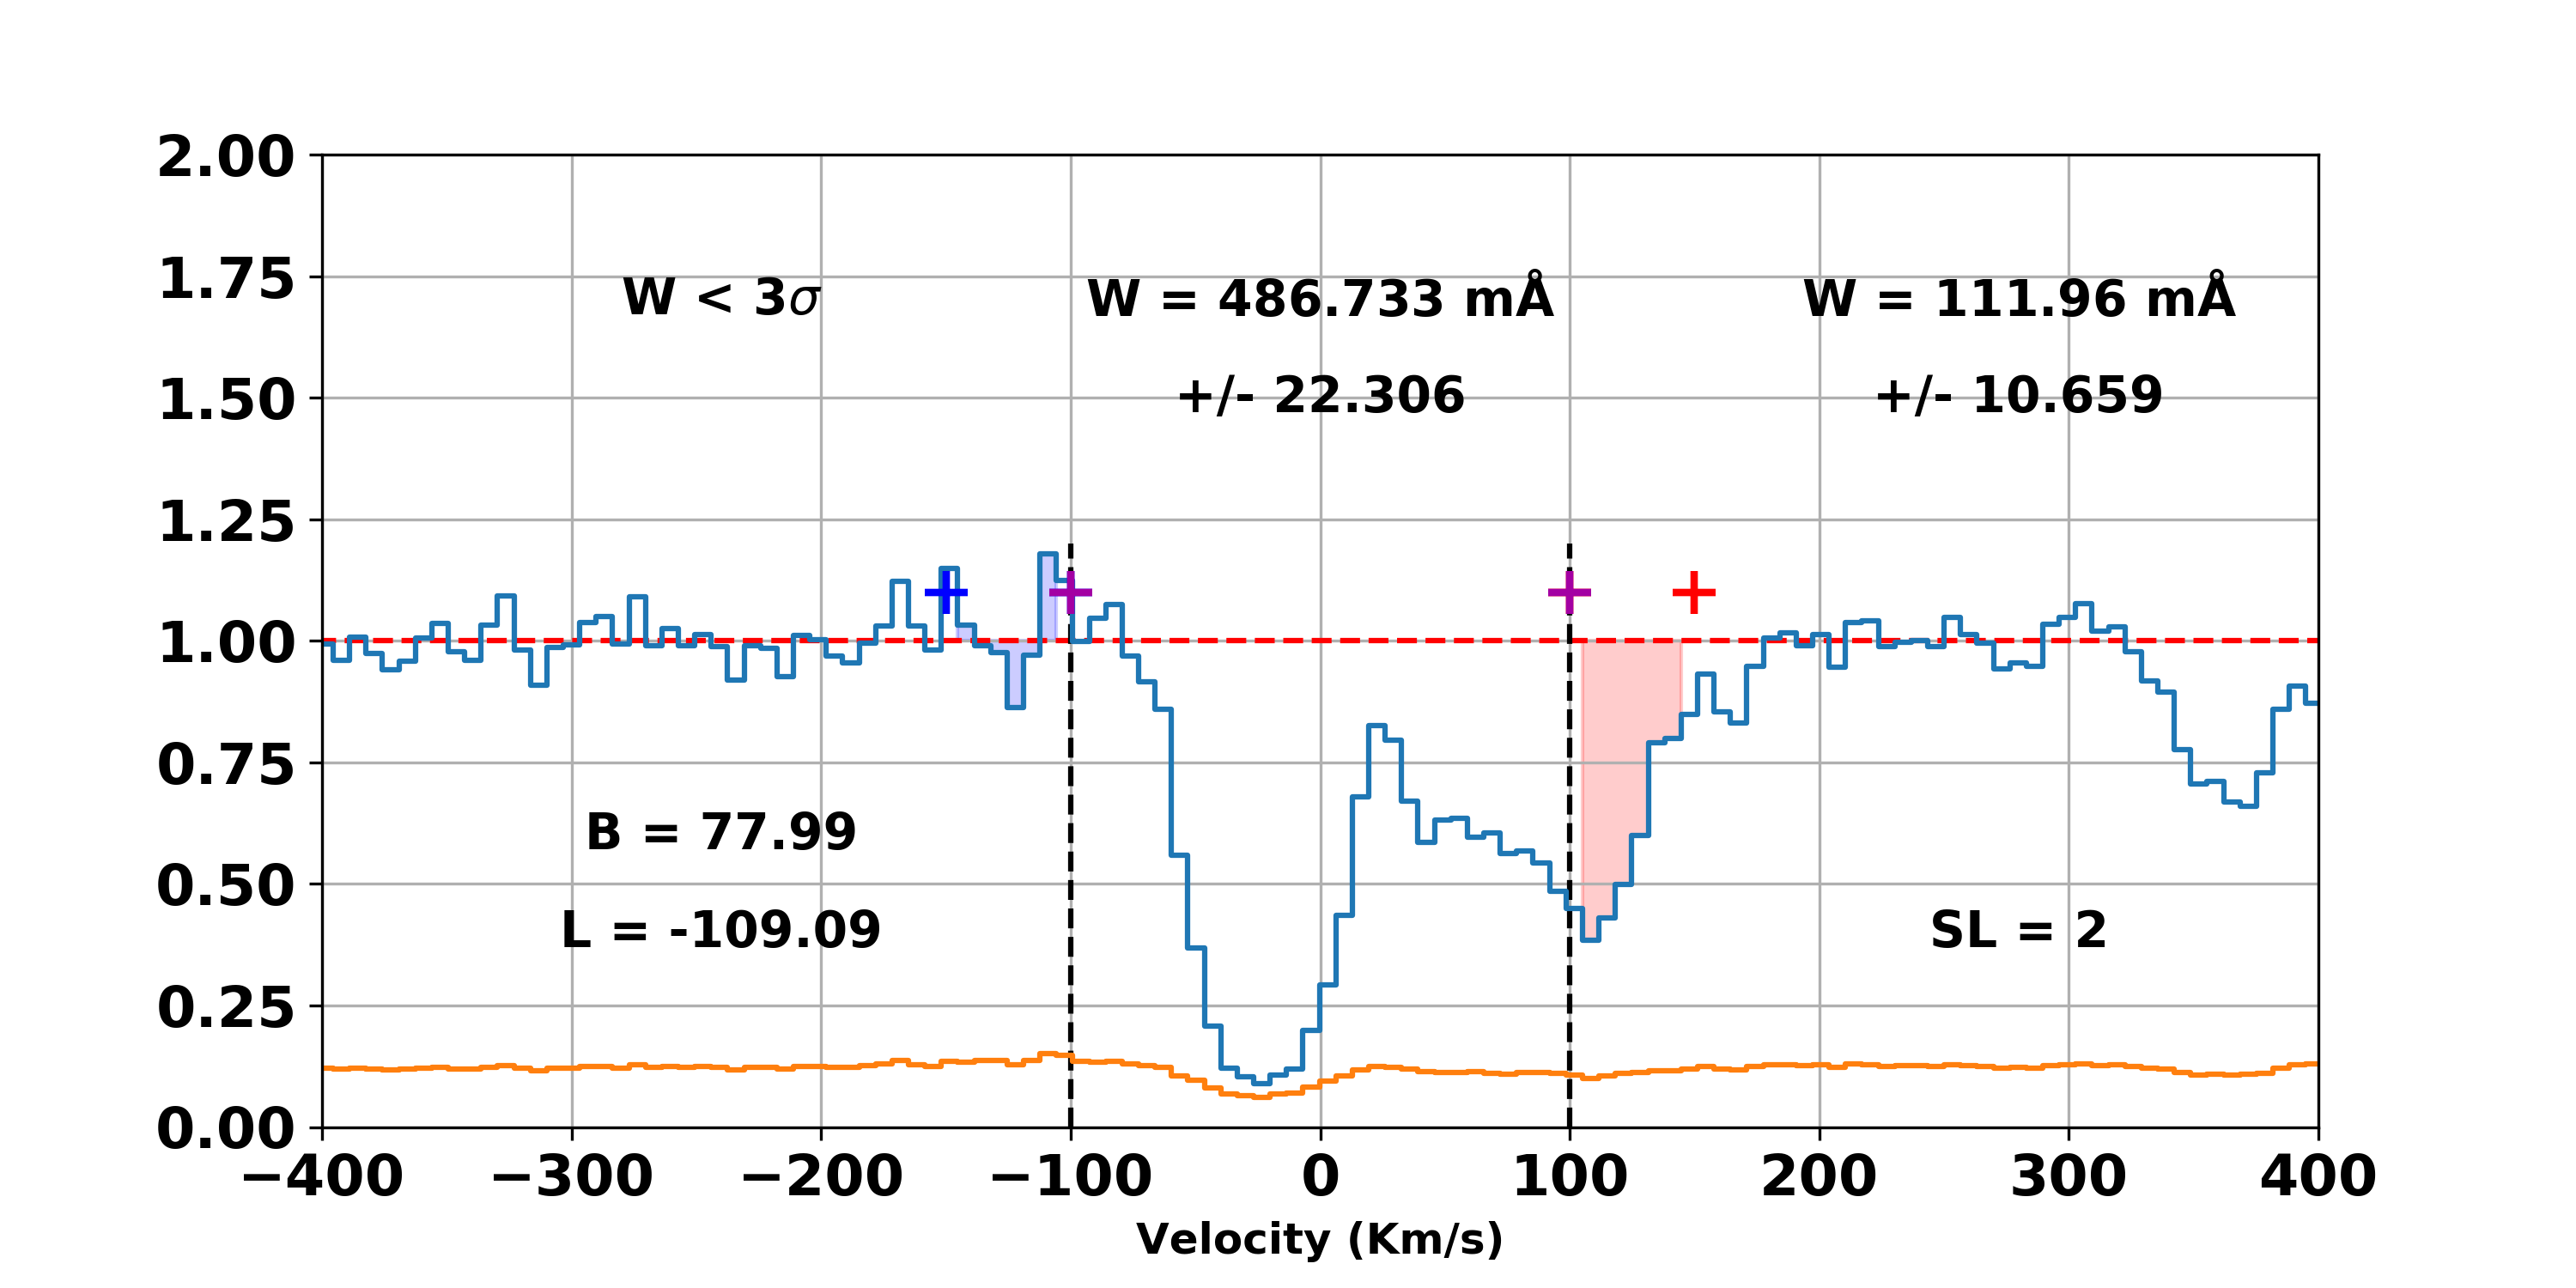 2.00
1.75
W < 3σ
W = 486.733 mÅ
W = 111.96 mÅ
1.50
+/- 22.306
+/- 10.659
1.25
1.00
0.75
B = 77.99
0.50
L = -109.09
SL = 2
0.25
0.00
−400 −300 −200 −100 0 100 200 300 400
Velocity (Km/s)